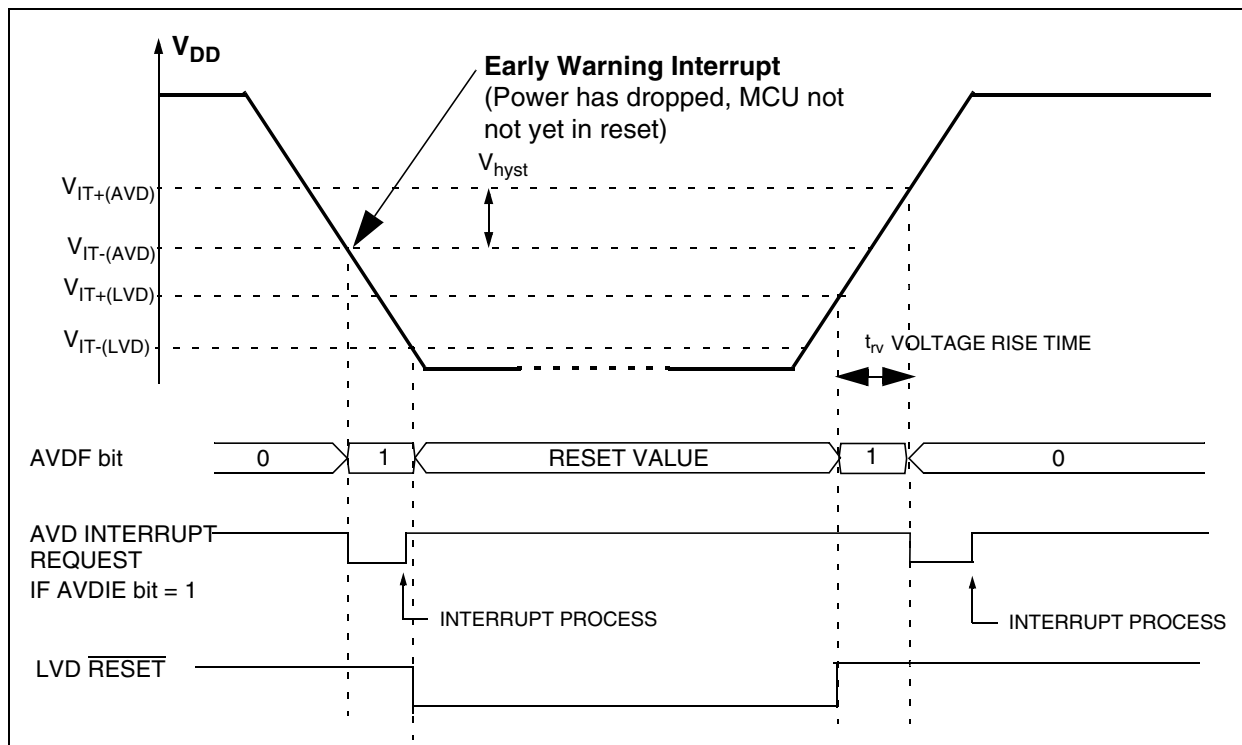 VDD
Early Warning Interrupt
(Power has dropped, MCU not
not yet in reset)
Vhyst
VIT+(AVD)
VIT-(AVD)
VIT+(LVD)
VIT-(LVD)
trv VOLTAGE RISE TIME
AVDF bit
0
1
RESET VALUE
1
0
AVD INTERRUPT
REQUEST
IF AVDIE bit = 1
INTERRUPT PROCESS
INTERRUPT PROCESS
LVD RESET